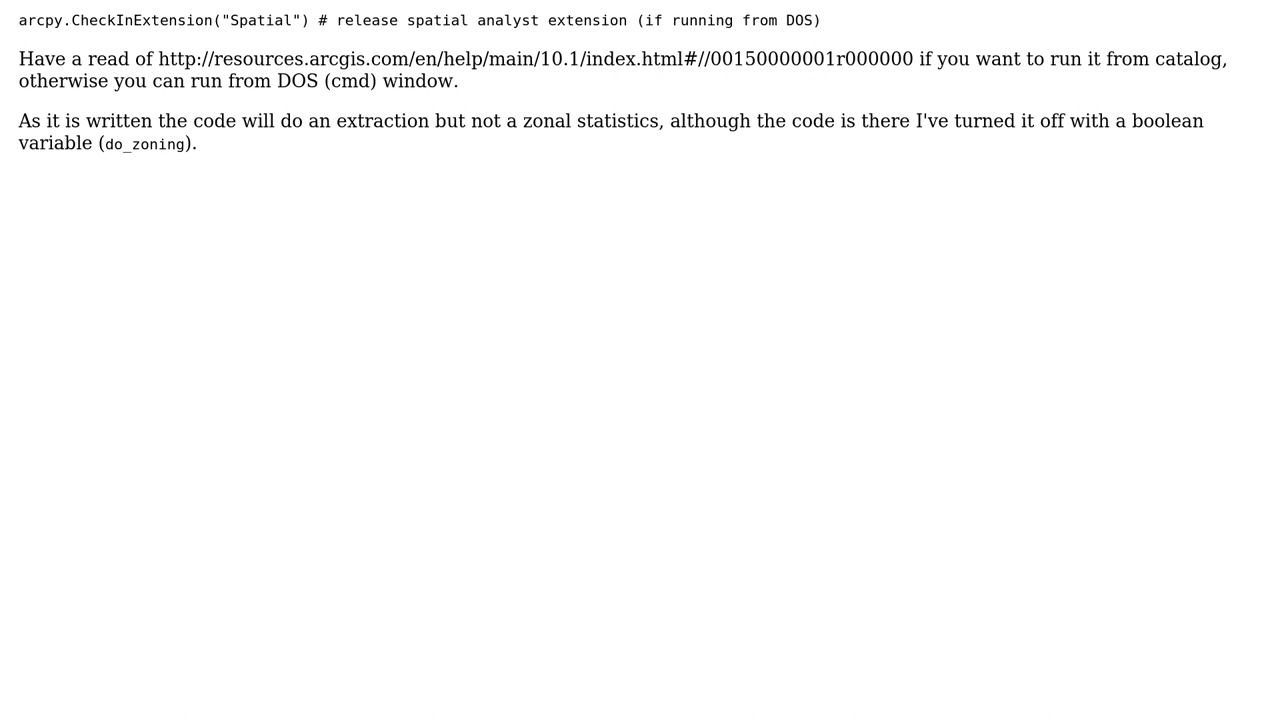 arcpy.CheckInExtension("Spatial") # release spatial analyst extension (if running from DOS)
Have a read of http://resources.arcgis.com/en/help/main/10.1/index.html#//00150000001r000000 if you want to run it from catalog,
otherwise you can run from DOS (cmd) window.
As it is written the code will do an extraction but not a zonal statistics, although the code is there I've turned it off with a boolean
variable (do_zoning).